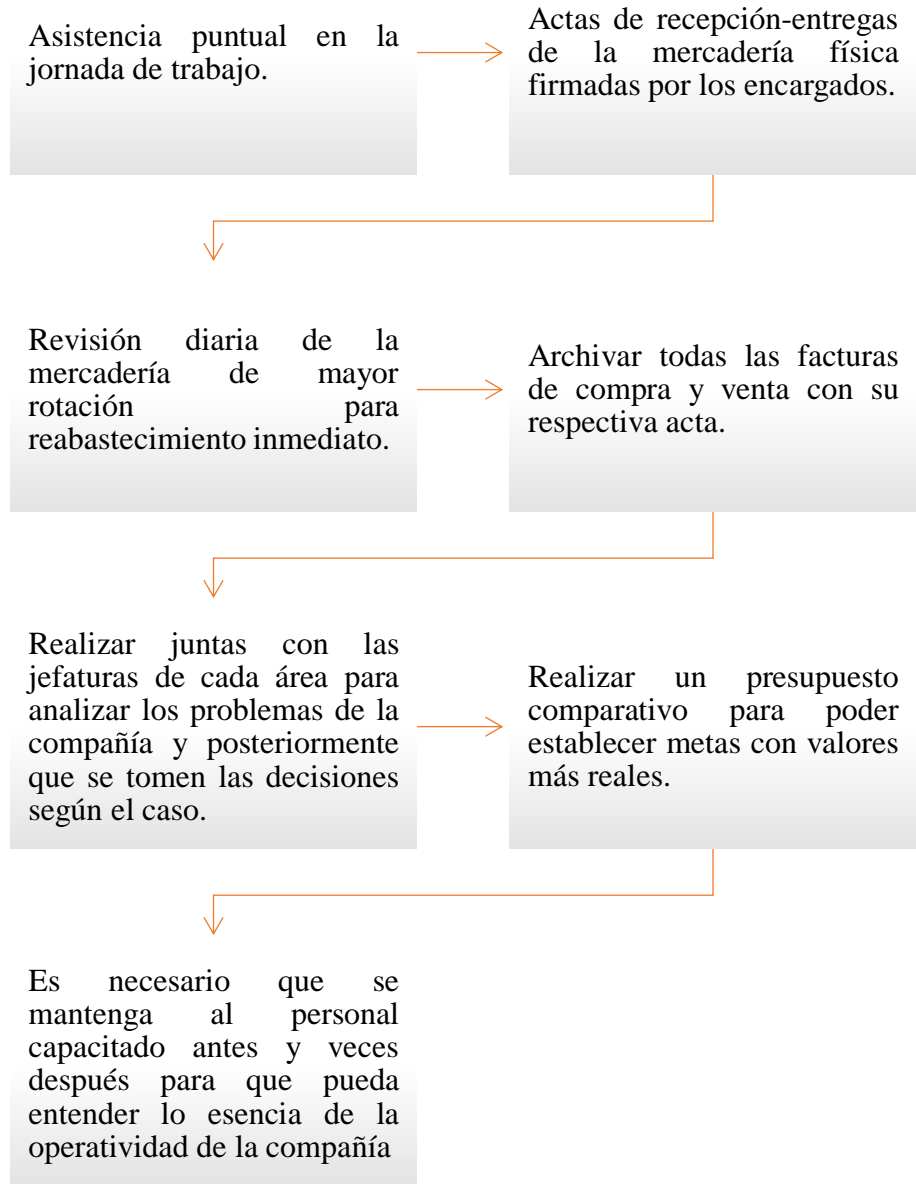 Asistencia puntual en la
jornada de trabajo.
Actas de recepción-entregas
de la mercadería física
firmadas por los encargados.
Revisión diaria de la
mercadería de mayor
rotación para
reabastecimiento inmediato.
Archivar todas las facturas
de compra y venta con su
respectiva acta.
Realizar juntas con las
jefaturas de cada área para
analizar los problemas de la
compañía y posteriormente
que se tomen las decisiones
según el caso.
Realizar un presupuesto
comparativo para poder
establecer metas con valores
más reales.
Es necesario que se
mantenga al personal
capacitado antes y veces
después para que pueda
entender lo esencia de la
operatividad de la compañía